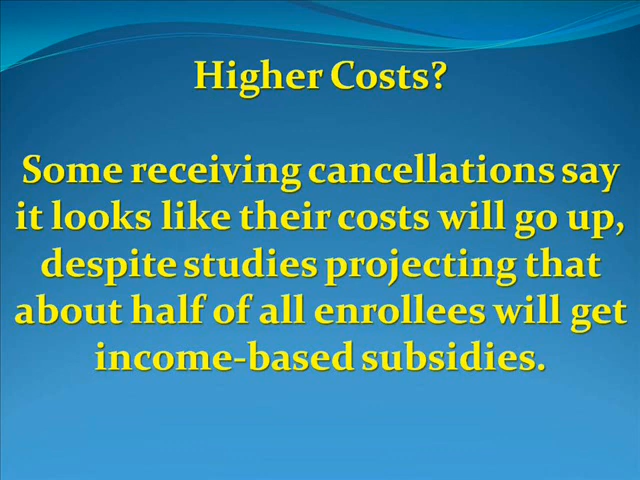 Higher Costs?
Some receiving cancellations say
it looks like their costs will go up,
despite studies projecting that
about half of all enrollees will get
income-based subsidies.